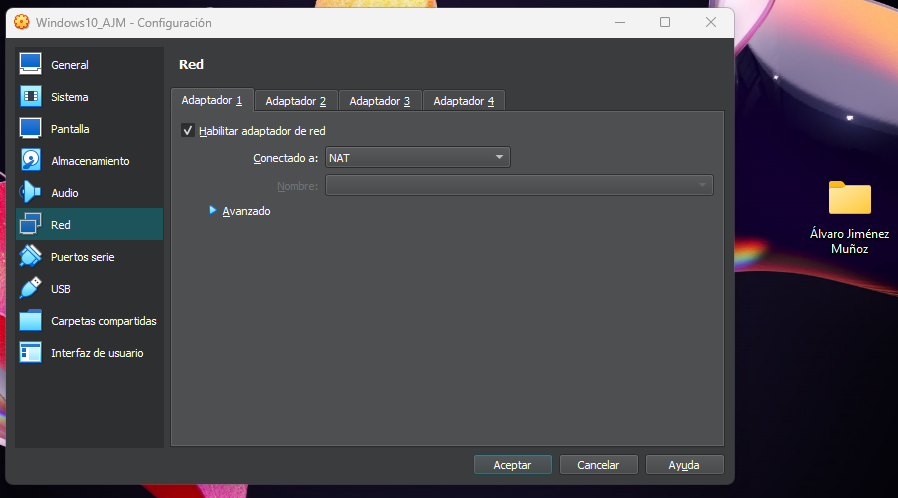 Windows10_AJM - Configuración
General
Sistema
Pantalla
Almacenamiento
Audio
Red
Puertos serie
USB
Carpetas compartidas
Interfaz de usuario
Red
Adaptador 1
Adaptador 2
Adaptador 3
Adaptador 4
Habilitar adaptador de red
Conectado a: NAT
Nombre:
Avanzado
Aceptar
Cancelar
Ayuda
Álvaro Jiménez
Muñoz